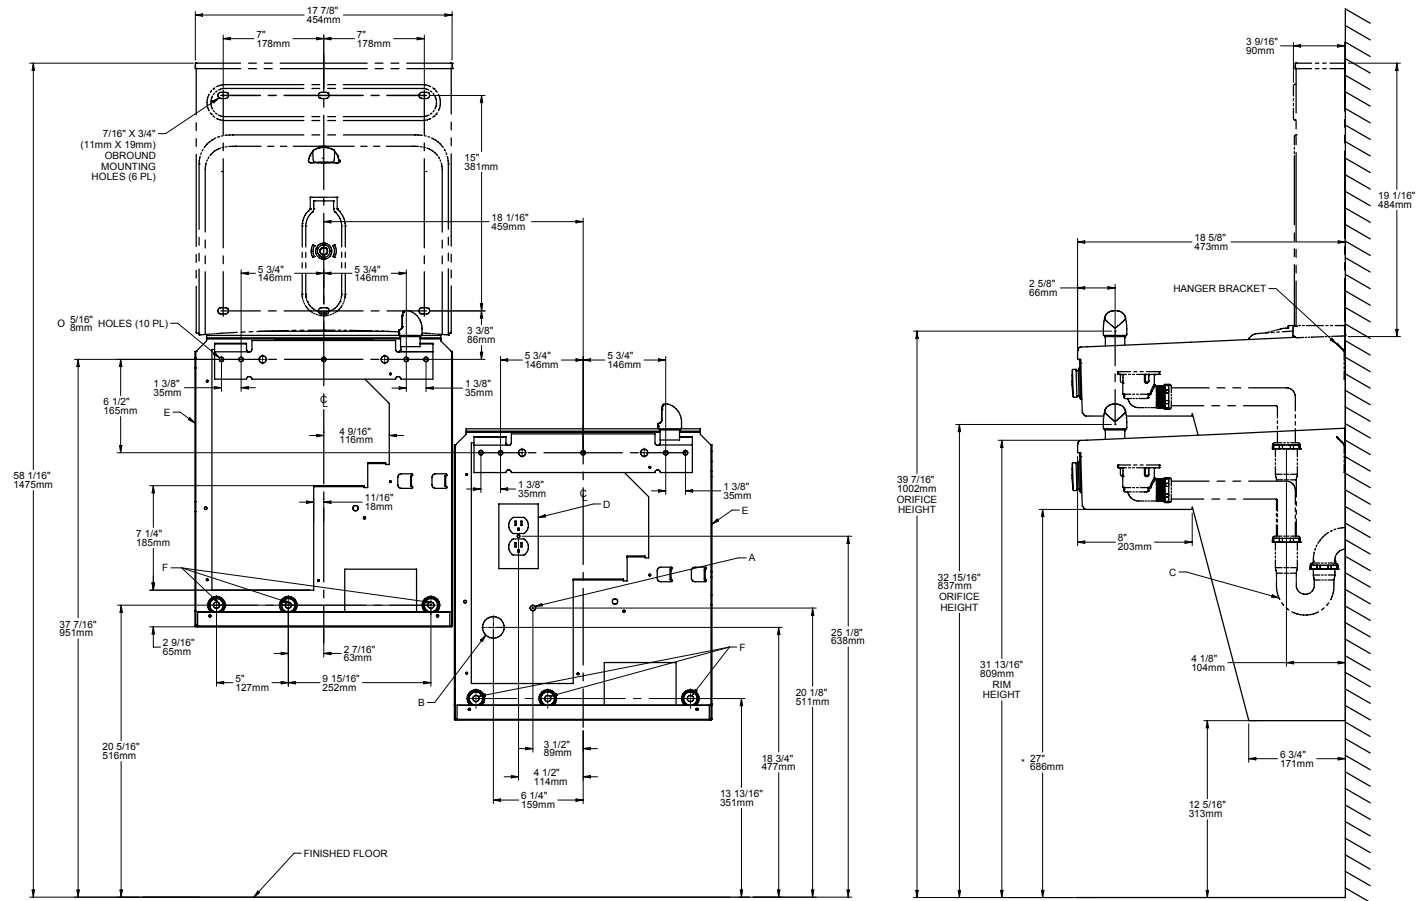 17 7/8"
454mm
7"
178mm
7"
178mm
7/16" X 3/4"
(11mm X 19mm)
OBROUND
MOUNTING
HOLES (6 PL)
15"
381mm
18 1/16"
459mm
5 3/4"
146mm
5 3/4"
146mm
O 5/16" HOLES (10 PL)
8mm
3 3/8"
86mm
5 3/4"
146mm
5 3/4"
146mm
1 3/8"
35mm
1 3/8"
35mm
6 1/2"
165mm
E
C
L
4 9/16"
116mm
58 1/16"
1475mm
1 3/8"
35mm
1 3/8"
35mm
11/16"
18mm
C
D
E
7 1/4"
185mm
F
A
37 7/16"
951mm
25 1/8"
638mm
2 9/16"
65mm
2 7/16"
63mm
F
5"
127mm
9 15/16"
252mm
B
20 1/8"
511mm
20 5/16"
516mm
3 1/2"
89mm
18 3/4"
477mm
4 1/2"
114mm
6 1/4"
159mm
13 13/16"
351mm
FINISHED FLOOR
3 9/16"
90mm
19 1/16"
484mm
18 5/8"
473mm
2 5/8"
66mm
HANGER BRACKET
39 7/16"
1002mm
ORIFICE
HEIGHT
8"
203mm
32 15/16"
837mm
ORIFICE
HEIGHT
C
31 13/16"
809mm
RIM
HEIGHT
4 1/8"
104mm
* 27"
686mm
6 3/4"
171mm
12 5/16"
313mm